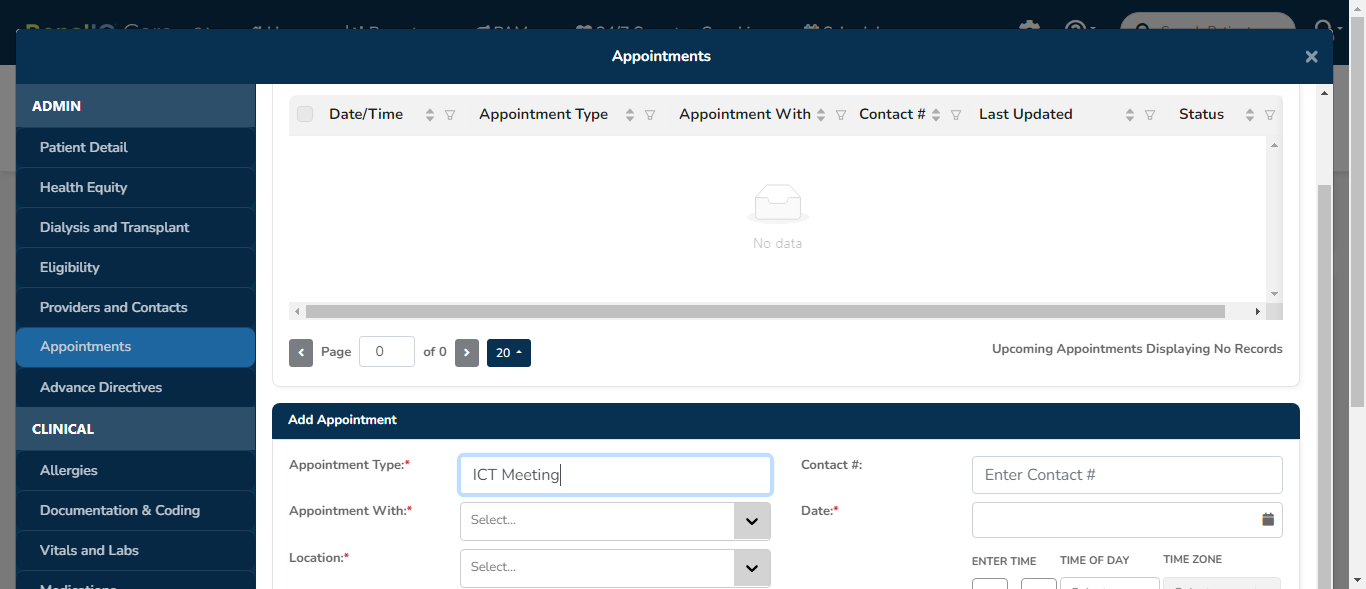 Appointments
ADMIN
Patient Detail
Health Equity
Dialysis and Transplant
Eligibility
Providers and Contacts
Appointments
Advance Directives
CLINICAL
Allergies
Documentation & Coding
Vitals and Labs
Date/Time Appointment Type Appointment With Contact # Last Updated Status
No data
Page 0 of 0 20
Upcoming Appointments Displaying No Records
Add Appointment
Appointment Type:* ICT Meeting Contact #: Enter Contact #
Appointment With:* Select... Date:*
Location:* Select...
ENTER TIME TIME OF DAY TIME ZONE